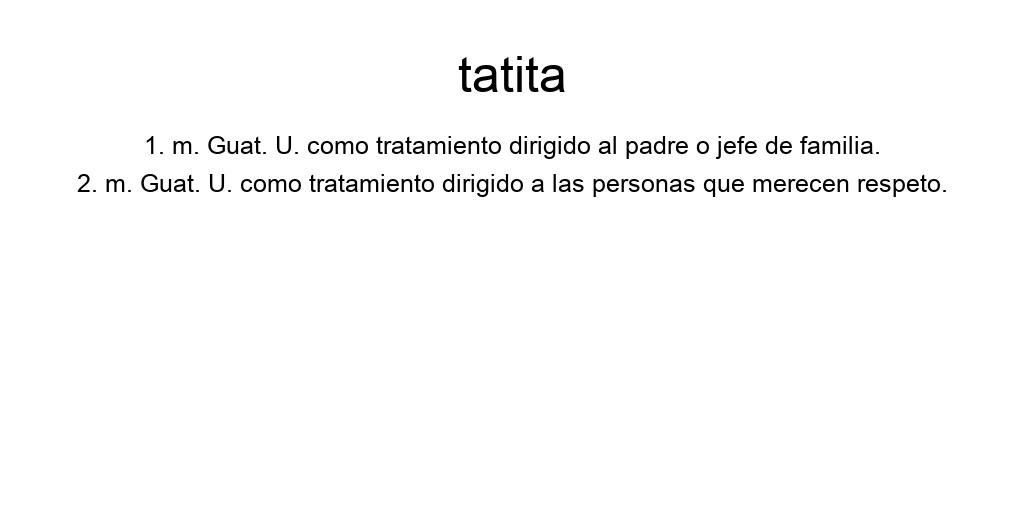 tatita
1. m. Guat. U. como tratamiento dirigido al padre o jefe de familia.
2. m. Guat. U. como tratamiento dirigido a las personas que merecen respeto.